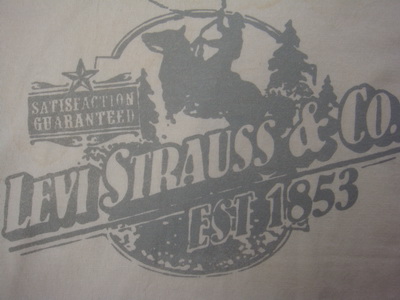 SATISFACTION
GUARANTEED
LEVI STRAUSS & CO.
EST 1853